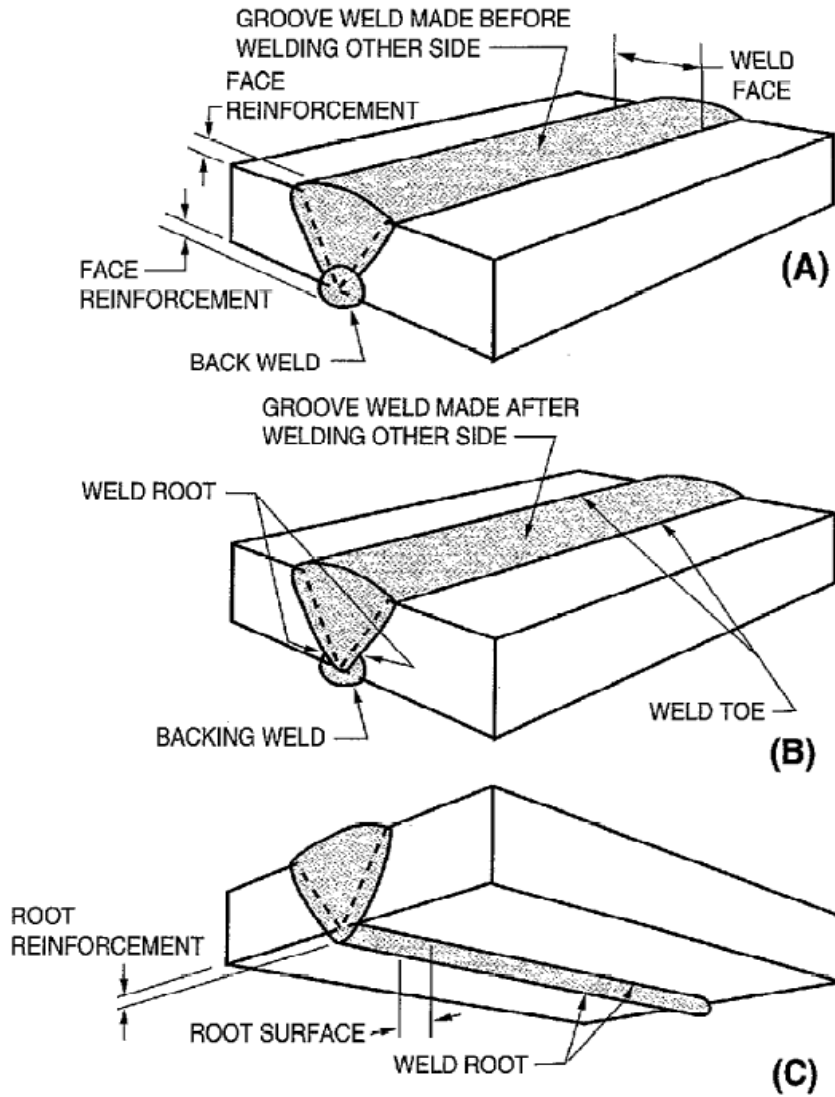 GROOVE WELD MADE BEFORE
WELDING OTHER SIDE
WELD
FACE
FACE
REINFORCEMENT
(A)
FACE
REINFORCEMENT
BACK WELD
GROOVE WELD MADE AFTER
WELDING OTHER SIDE
WELD ROOT
WELD TOE
BACKING WELD
(B)
ROOT
REINFORCEMENT
ROOT SURFACE
WELD ROOT
(C)